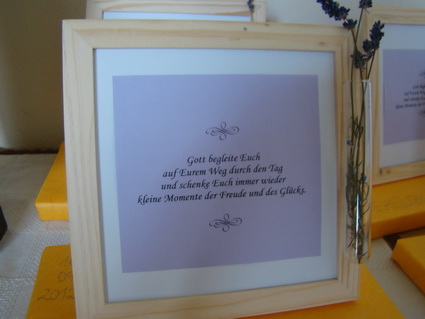 Gott begleite Euch
auf Eurem Weg durch den Tag
und schenke Euch immer wieder
kleine Momente der Freude und des Glücks.
2012